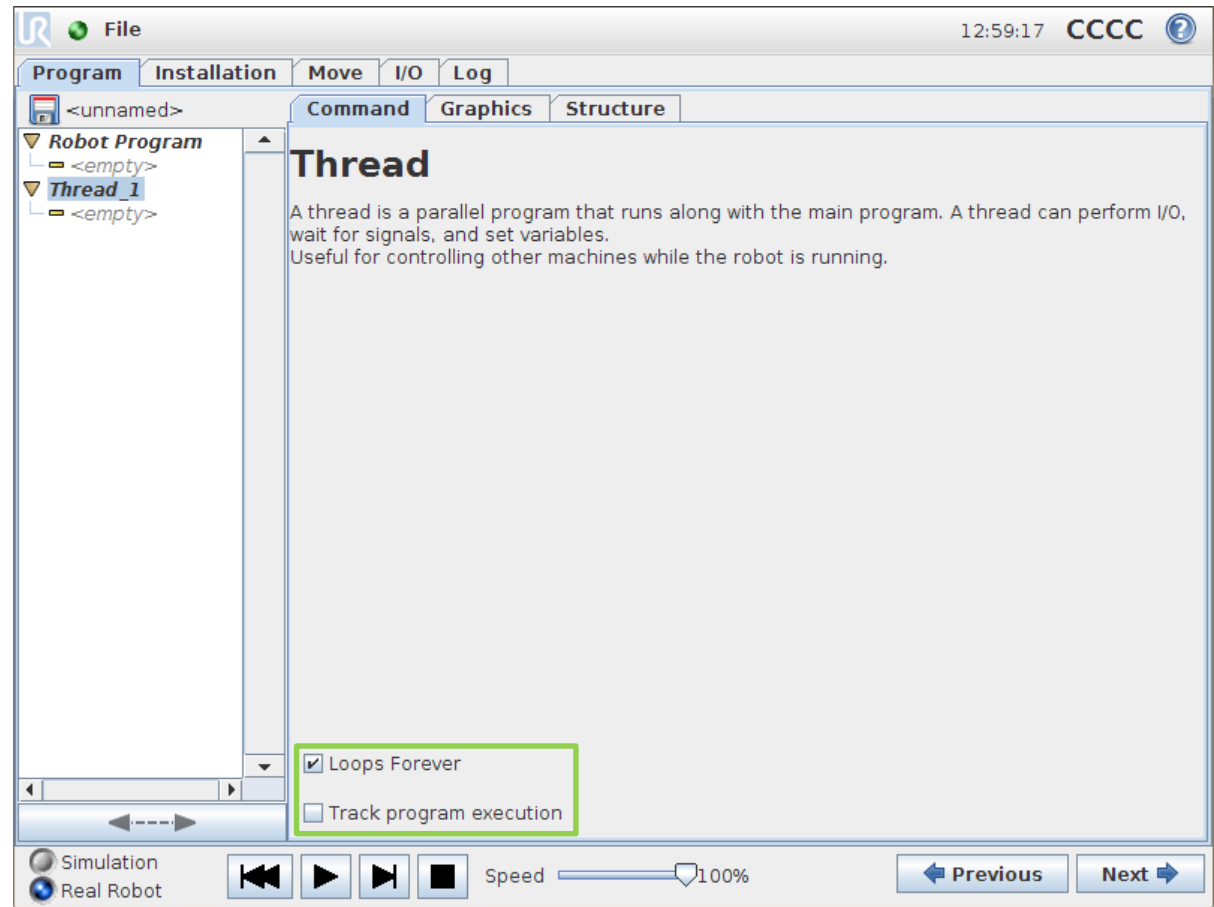 UR File 12:59:17 CCCC ?
Program Installation Move I/O Log
<unnamed>
Command Graphics Structure
Robot Program
<empty>
Thread_1
<empty>
Thread
A thread is a parallel program that runs along with the main program. A thread can perform I/O,
wait for signals, and set variables.
Useful for controlling other machines while the robot is running.
Loops Forever
Track program execution
Simulation
Real Robot
Speed 100%
Previous Next